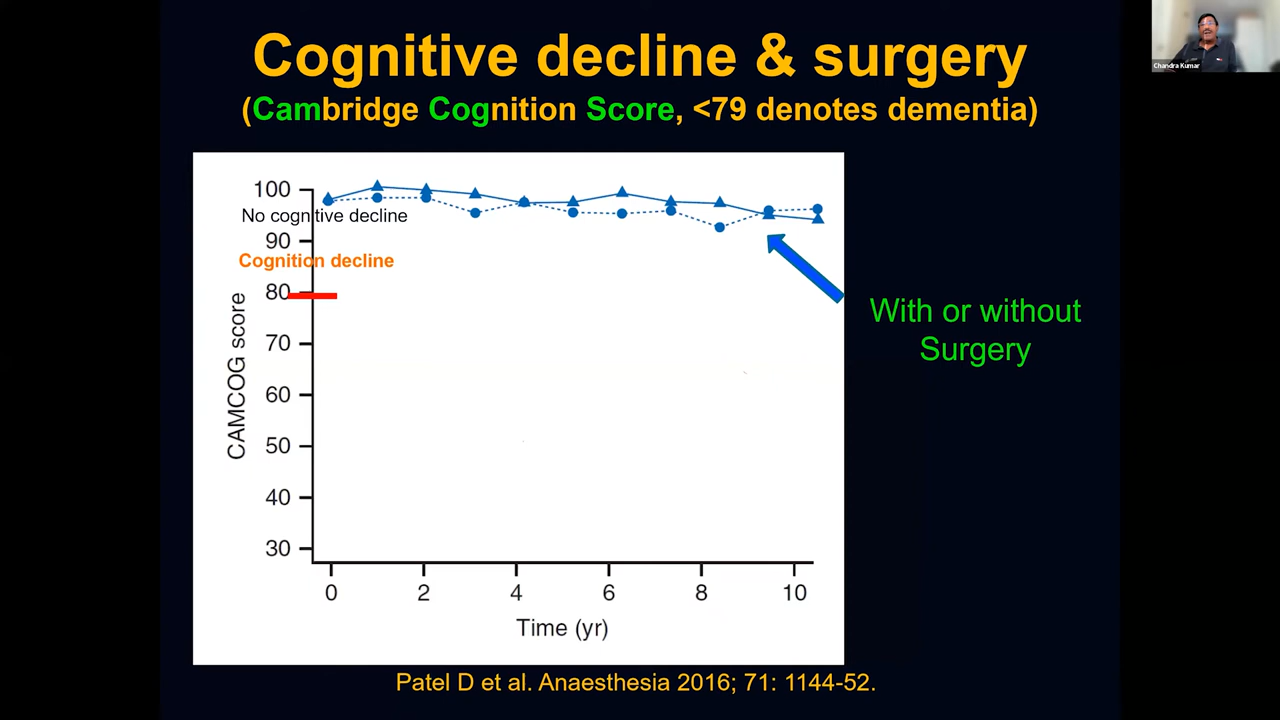 Cognitive decline & surgery
(Cambridge Cognition Score, <79 denotes dementia)
Chandra Kumar
100
No cognitive decline
90
Cognition decline
80
70
60
50
40
30
CAMCOG score
0 2 4 6 8 10
Time (yr)
With or without
Surgery
Patel D et al. Anaesthesia 2016; 71: 1144-52.